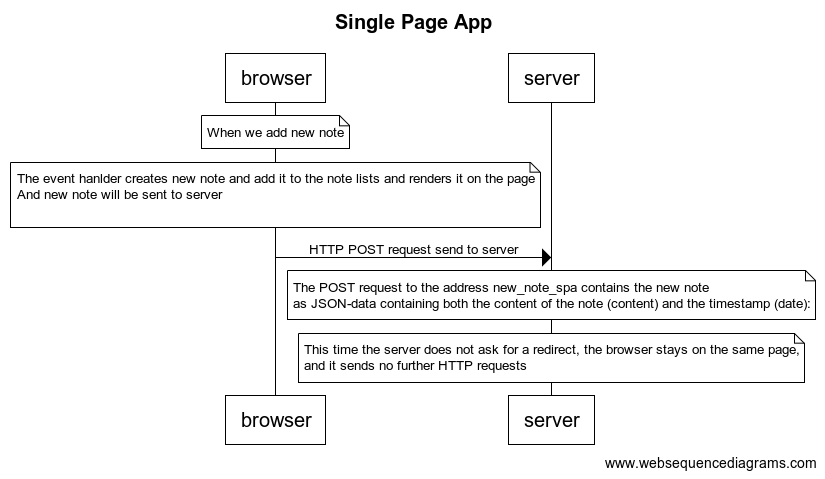 Single Page App
browser
server
When we add new note
The event hanlder creates new note and add it to the note lists and renders it on the page
And new note will be sent to server
HTTP POST request send to server
The POST request to the address new_note_spa contains the new note
as JSON-data containing both the content of the note (content) and the timestamp (date):
This time the server does not ask for a redirect, the browser stays on the same page,
and it sends no further HTTP requests
browser
server
www.websequencediagrams.com